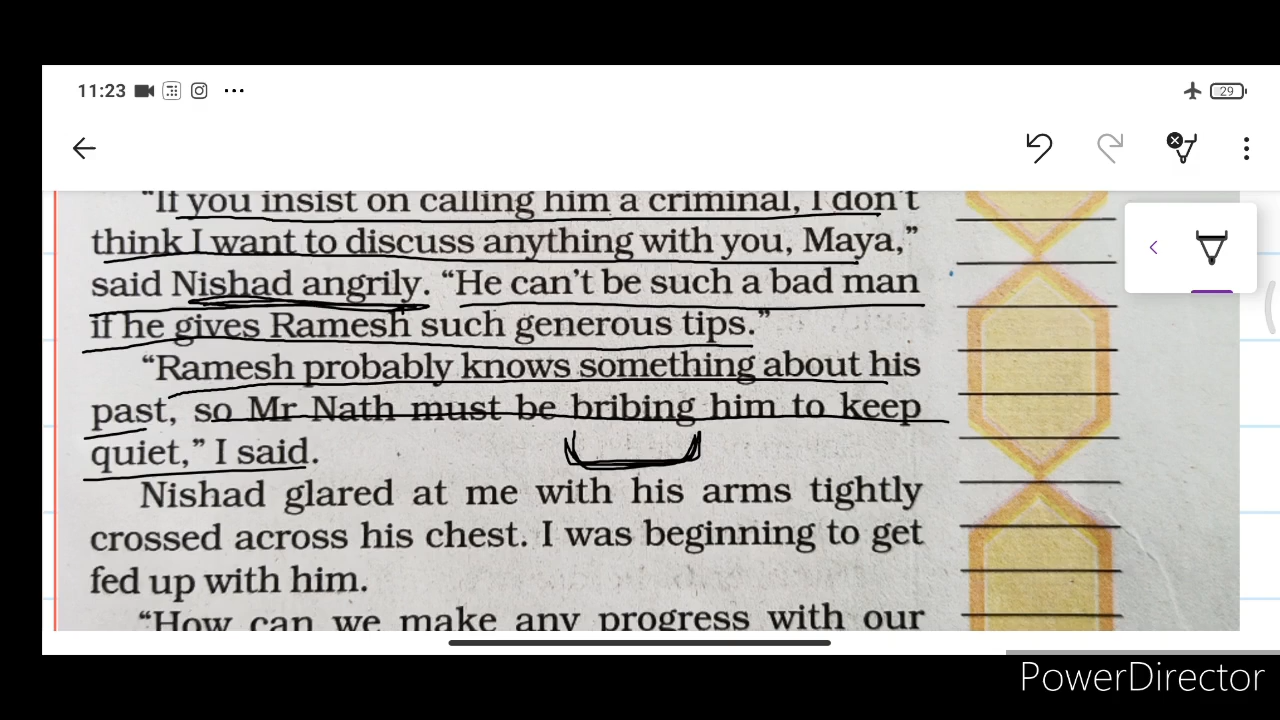 11:23
29
“If you insist on calling him a criminal, I don't
think I want to discuss anything with you, Maya,”
said Nishad angrily. “He can't be such a bad man
if he gives Ramesh such generous tips.”
“Ramesh probably knows something about his
past, so Mr Nath must be bribing him to keep
quiet,” I said.
Nishad glared at me with his arms tightly
crossed across his chest. I was beginning to get
fed up with him.
“How can we make any progress with our
PowerDirector